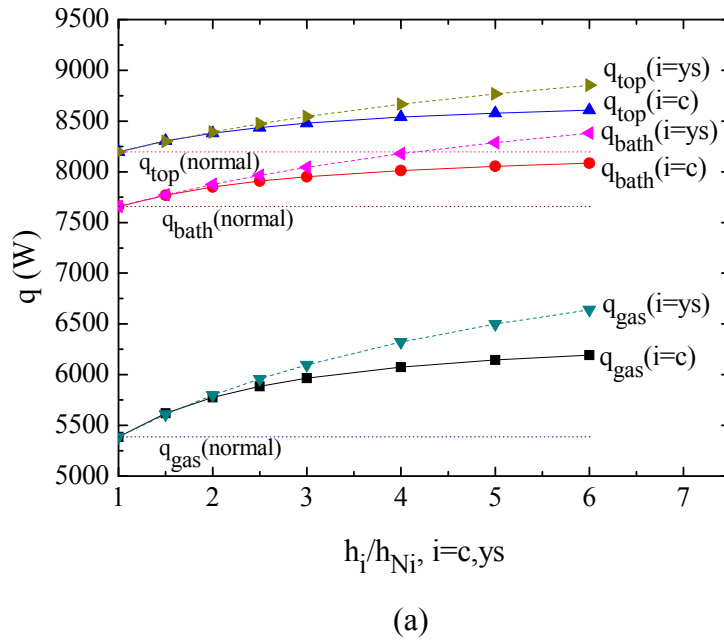 9500
9000
8500
8000
7500
7000
6500
6000
5500
5000
q (W)
q_top(i=ys)
q_top(i=c)
q_bath(i=ys)
q_bath(i=c)
q_top(normal)
q_bath(normal)
q_gas(i=ys)
q_gas(i=c)
q_gas(normal)
1 2 3 4 5 6 7
h_i/h_Ni, i=c,ys
(a)